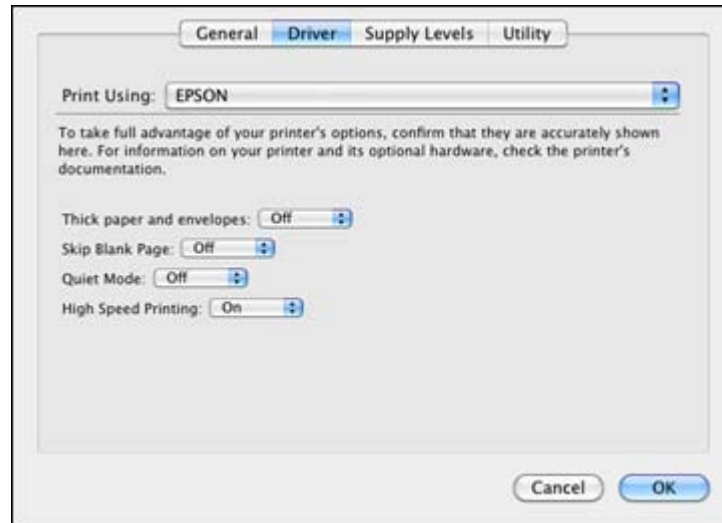 General Driver Supply Levels Utility
Print Using: EPSON
To take full advantage of your printer's options, confirm that they are accurately shown
here. For information on your printer and its optional hardware, check the printer's
documentation.
Thick paper and envelopes: Off
Skip Blank Page: Off
Quiet Mode: Off
High Speed Printing: On
Cancel OK